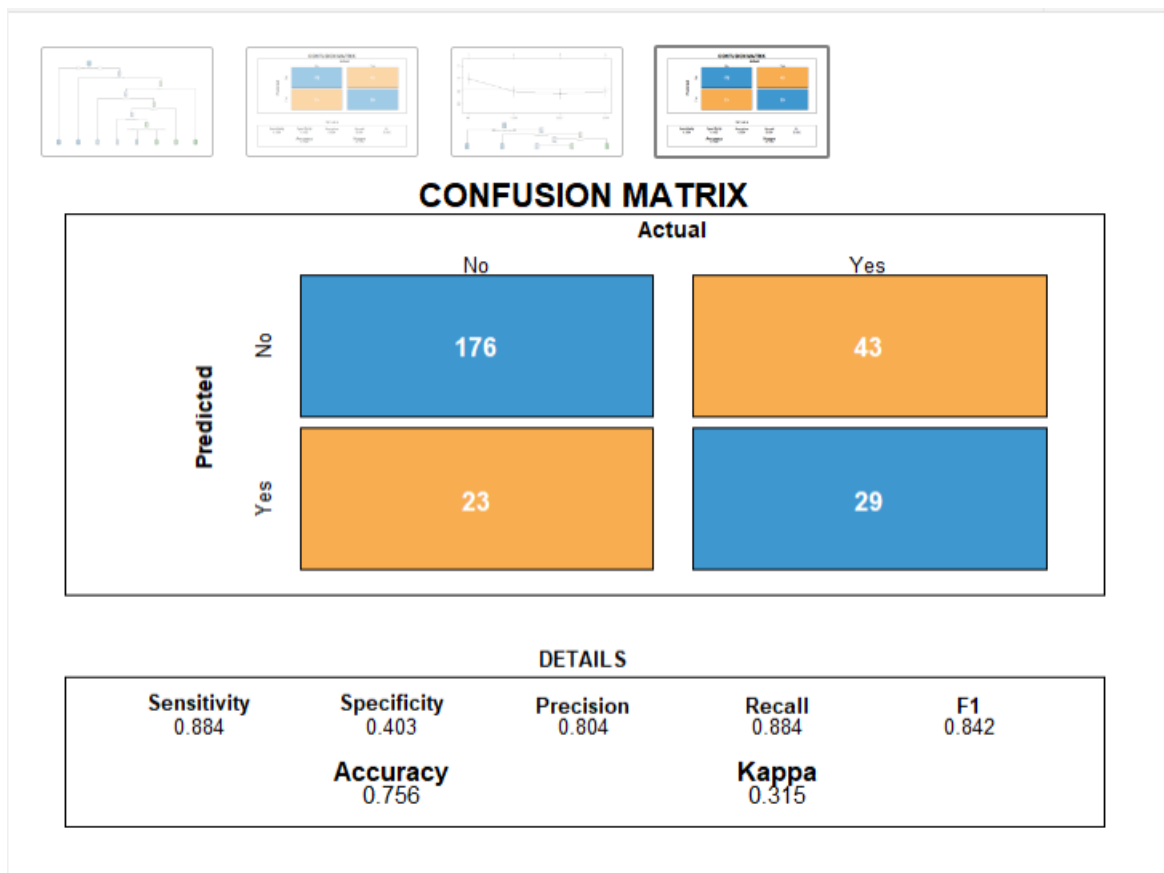 CONFUSION MATRIX
Actual
No Yes
Predicted
No
176 43
Yes
23 29
DETAILS
Sensitivity Specificity Precision Recall F1
0.884 0.403 0.804 0.884 0.842
Accuracy Kappa
0.756 0.315